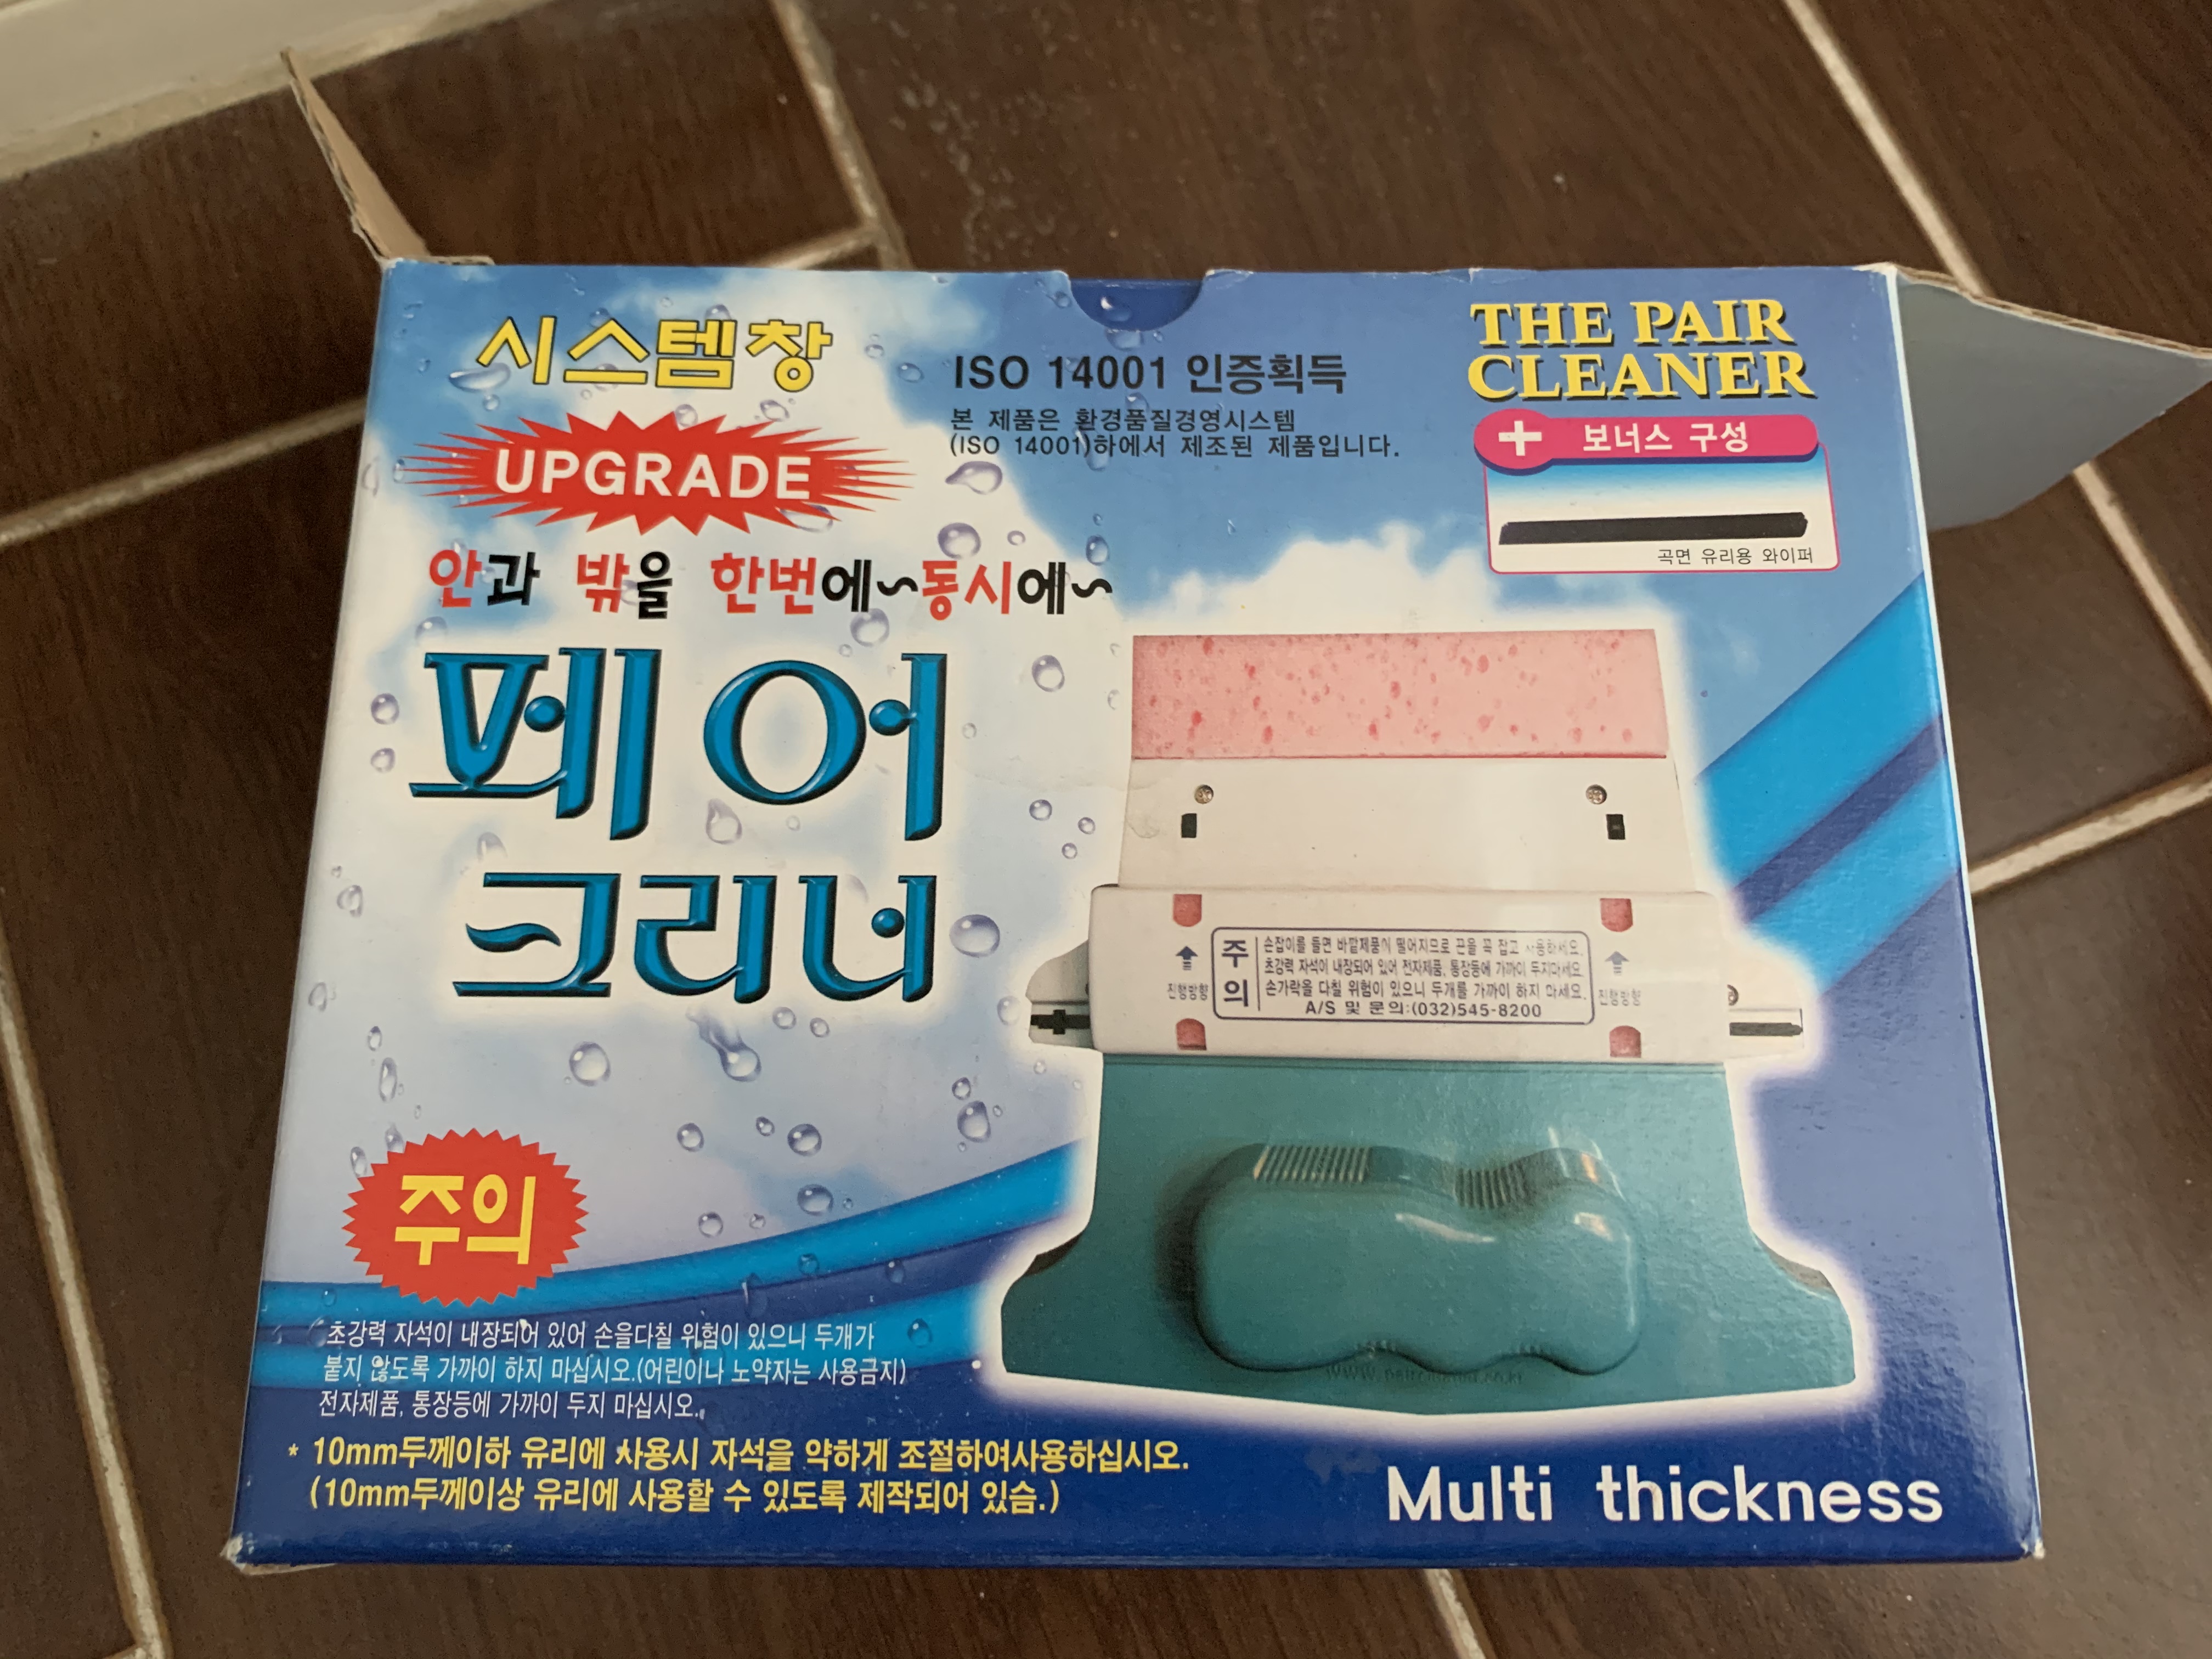 시스템창
UPGRADE
ISO 14001 인증획득
본 제품은 환경품질경영시스템
(ISO 14001)하에서 제조된 제품입니다.
THE PAIR
CLEANER
+ 보너스 구성
곡면 유리용 와이퍼
안과 밖을 한번에~동시에~
페어
크리너
주의
손잡이를 들면 바깥제품이 떨어지므로 끈을 꼭 잡고 사용하세요.
초강력 자석이 내장되어 있어 전자제품, 통장등에 가까이 두지마세요.
손가락을 다칠 위험이 있으니 두개를 가까이 하지 마세요.
A/S 및 문의:(032)545-8200
진행방향
진행방향
주의
초강력 자석이 내장되어 있어 손을다칠 위험이 있으니 두개가
붙지 않도록 가까이 하지 마십시오.(어린이나 노약자는 사용금지)
전자제품, 통장등에 가까이 두지 마십시오.
* 10mm두께이하 유리에 사용시 자석을 약하게 조절하여사용하십시오.
(10mm두께이상 유리에 사용할 수 있도록 제작되어 있슴.)
Multi thickness